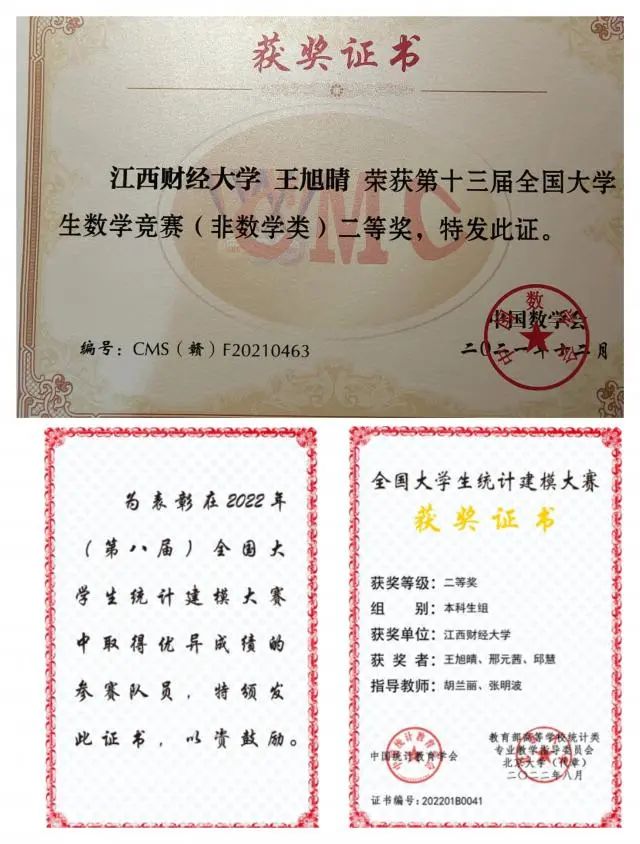 获奖证书
江西财经大学 王旭晴 荣获第十三届全国大学
生数学竞赛（非数学类）二等奖，特发此证。
中国数学会
编号：CMS（赣）F20210463
二〇二一年十二月
为表彰在2022年
（第八届）全国大
学生统计建模大赛
中取得优异成绩的
参赛队员，特颁发
此证书，以资鼓励。
全国大学生统计建模大赛
获奖证书
获奖等级：二等奖
组 别：本科生组
获奖单位：江西财经大学
获 奖 者：王旭晴、邢元茜、邱慧
指导教师：胡兰丽、张明波
中国统计教育学会
教育部高等学校统计类
专业教学指导委员会
北京大学（代章）
二〇二二年八月
证书编号：202201B0041